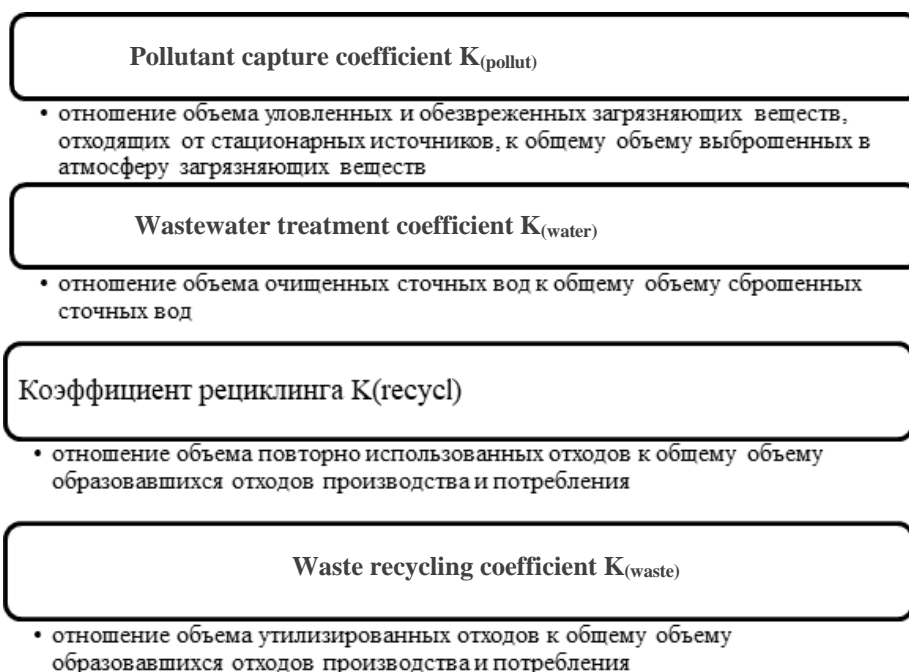 Pollutant capture coefficient K(pollut)
• отношение объема уловленных и обезвреженных загрязняющих веществ,
отходящих от стационарных источников, к общему объему выброшенных в
атмосферу загрязняющих веществ
Wastewater treatment coefficient K(water)
• отношение объема очищенных сточных вод к общему объему сброшенных
сточных вод
Коэффициент рециклинга K(recycl)
• отношение объема повторно использованных отходов к общему объему
образовавшихся отходов производства и потребления
Waste recycling coefficient K(waste)
• отношение объема утилизированных отходов к общему объему
образовавшихся отходов производства и потребления